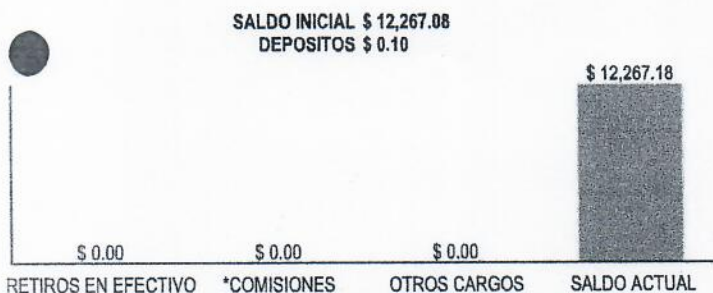 SALDO INICIAL $ 12,267.08
DEPOSITOS $ 0.10
$ 12,267.18
$ 0.00 $ 0.00 $ 0.00
RETIROS EN EFECTIVO *COMISIONES OTROS CARGOS SALDO ACTUAL